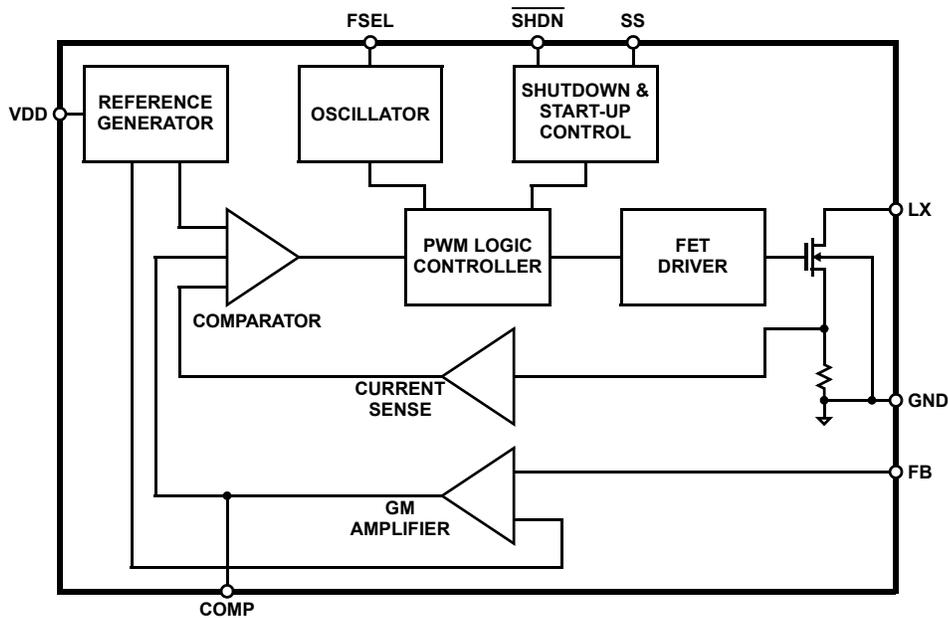 FSEL
SHDN
SS
REFERENCE
GENERATOR
OSCILLATOR
SHUTDOWN &
START-UP
CONTROL
VDD
LX
PWM LOGIC
CONTROLLER
FET
DRIVER
COMPARATOR
CURRENT
SENSE
GND
FB
GM
AMPLIFIER
COMP